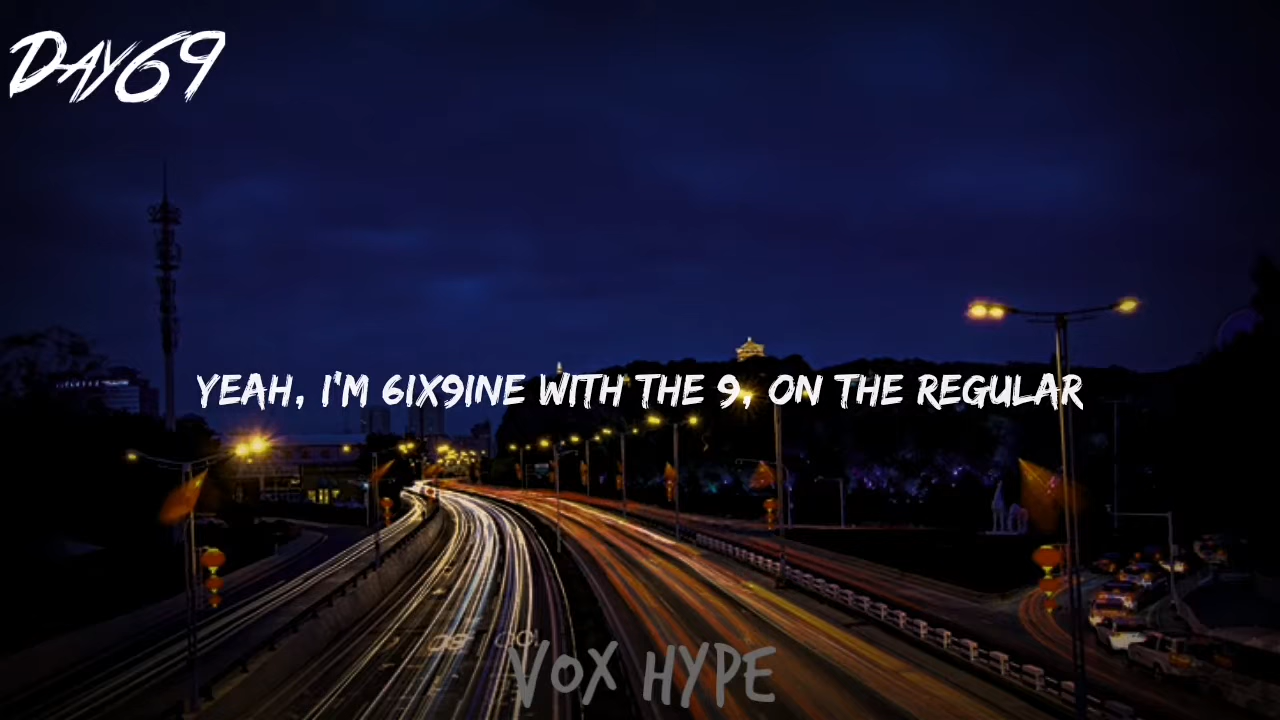 DAY69
YEAH, I'M 6IX9INE WITH THE 9, ON THE REGULAR
VOX HYPE